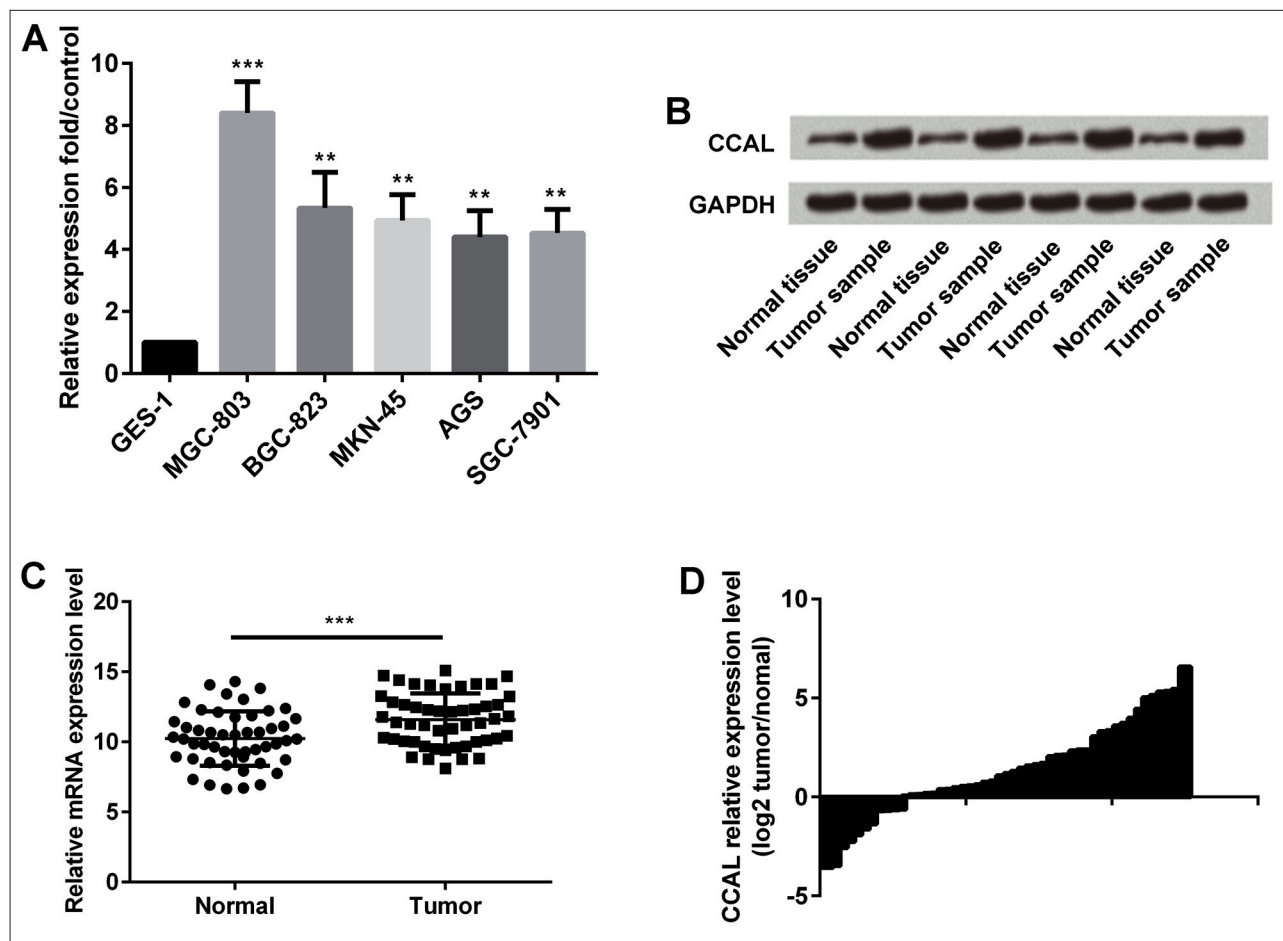 A
Relative expression fold/control
10
8
6
4
2
0
***
**
**
**
**
GES-1
MGC-803
BGC-823
MKN-45
AGS
SGC-7901
B
CCAL
GAPDH
Normal tissue
Tumor sample
Normal tissue
Tumor sample
Normal tissue
Tumor sample
Normal tissue
Tumor sample
C
Relative mRNA expression level
20
15
10
5
0
***
Normal
Tumor
D
CCAL relative expression level
(log2 tumor/nomal)
10
5
0
-5